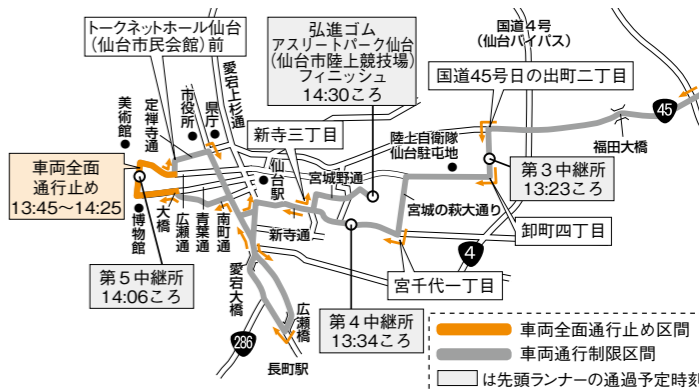 トークネットホール仙台
(仙台市民会館)前
弘進ゴム
アスリートパーク仙台
(仙台市陸上競技場)
フィニッシュ
14:30ころ
国道4号
(仙台バイパス)
国道45号日の出町二丁目
45
福田大橋
美術館
定禅寺通
市役所
県庁
愛宕上杉通
新寺三丁目
陸上自衛隊
仙台駐屯地
第3中継所
13:23ころ
車両全面
通行止め
13:45~14:25
仙台駅
宮城野通
宮城の萩大通り
卸町四丁目
博物館
大橋
広瀬通
青葉通
南町通
新寺通
4
宮千代一丁目
第5中継所
14:06ころ
愛宕大橋
広瀬橋
286
長町駅
第4中継所
13:34ころ
車両全面通行止め区間
車両通行制限区間
は先頭ランナーの通過予定時刻